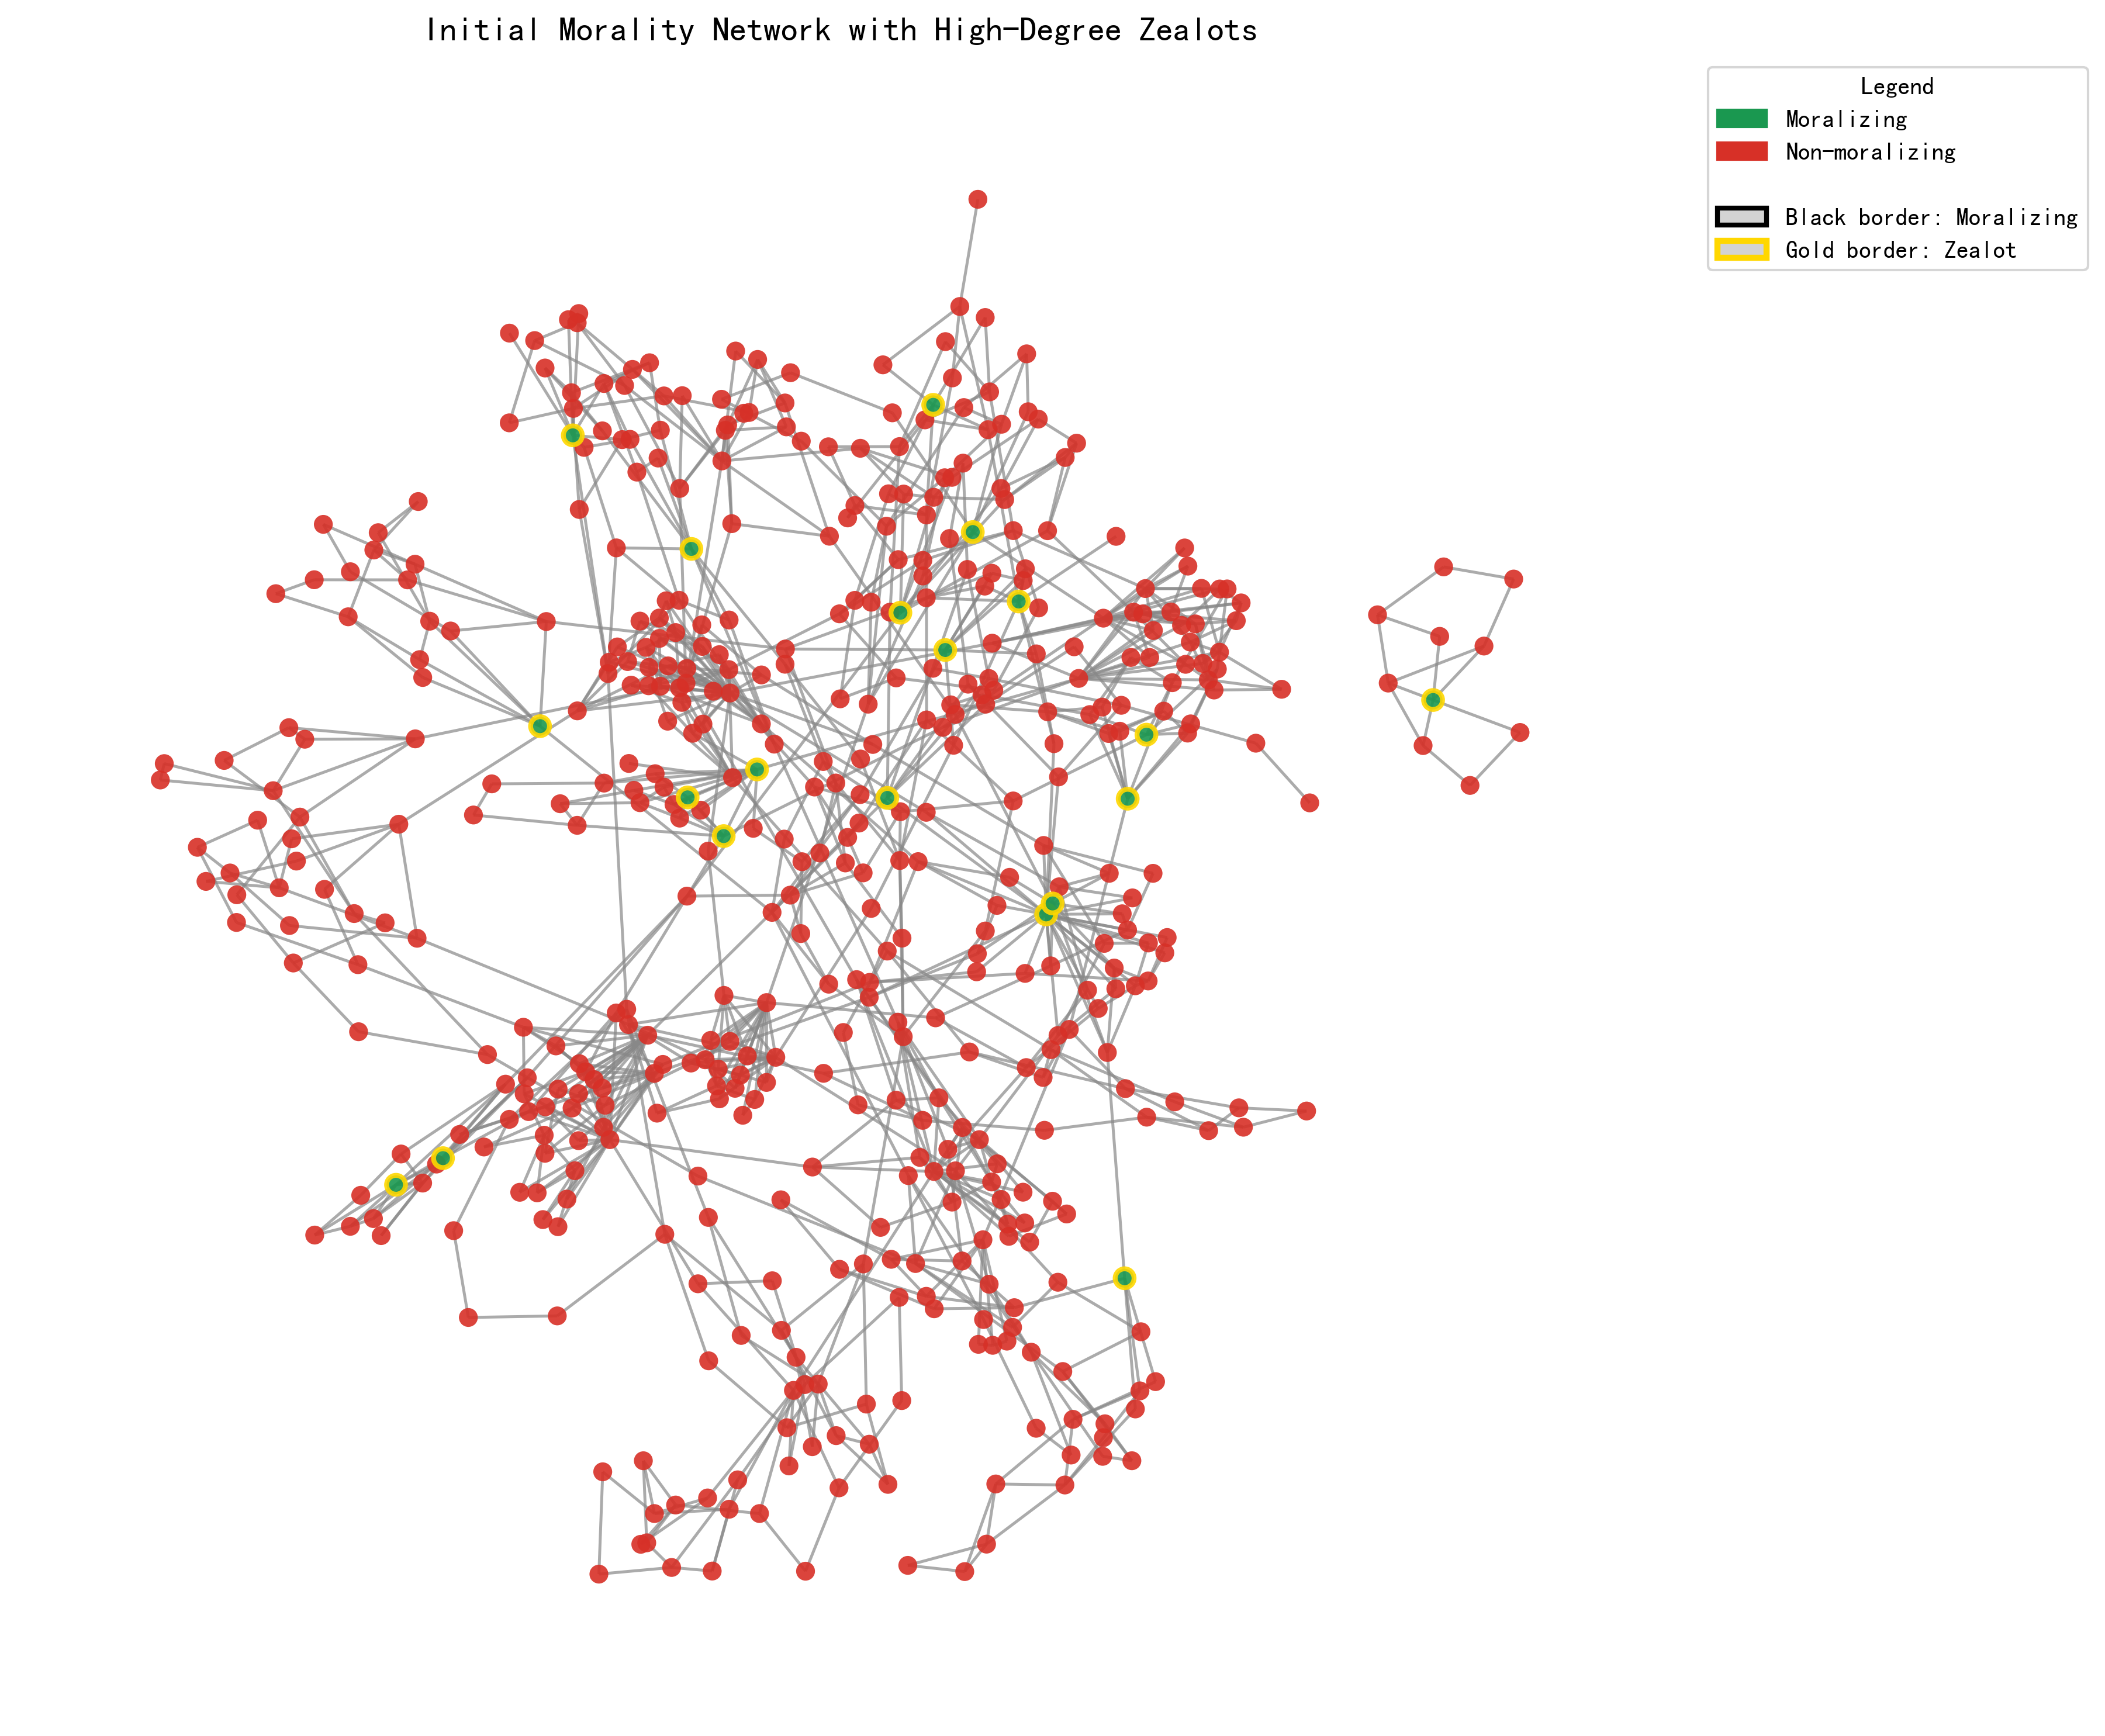 Initial Morality Network with High-Degree Zealots
Legend
Moralizing
Non-moralizing
Black border: Moralizing
Gold border: Zealot